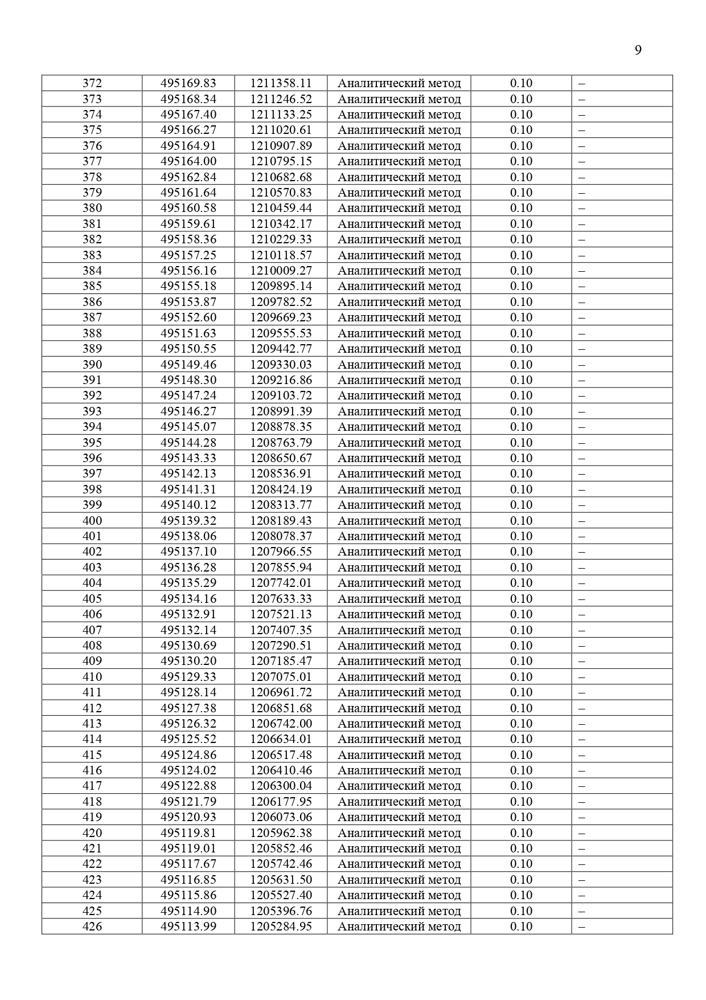 9
372 495169.83 1211358.11 Аналитический метод 0.10 –
373 495168.34 1211246.52 Аналитический метод 0.10 –
374 495167.40 1211133.25 Аналитический метод 0.10 –
375 495166.27 1211020.61 Аналитический метод 0.10 –
376 495164.91 1210907.89 Аналитический метод 0.10 –
377 495164.00 1210795.15 Аналитический метод 0.10 –
378 495162.84 1210682.68 Аналитический метод 0.10 –
379 495161.64 1210570.83 Аналитический метод 0.10 –
380 495160.58 1210459.44 Аналитический метод 0.10 –
381 495159.61 1210342.17 Аналитический метод 0.10 –
382 495158.36 1210229.33 Аналитический метод 0.10 –
383 495157.25 1210118.57 Аналитический метод 0.10 –
384 495156.16 1210009.27 Аналитический метод 0.10 –
385 495155.18 1209895.14 Аналитический метод 0.10 –
386 495153.87 1209782.52 Аналитический метод 0.10 –
387 495152.60 1209669.23 Аналитический метод 0.10 –
388 495151.63 1209555.53 Аналитический метод 0.10 –
389 495150.55 1209442.77 Аналитический метод 0.10 –
390 495149.46 1209330.03 Аналитический метод 0.10 –
391 495148.30 1209216.86 Аналитический метод 0.10 –
392 495147.24 1209103.72 Аналитический метод 0.10 –
393 495146.27 1208991.39 Аналитический метод 0.10 –
394 495145.07 1208878.35 Аналитический метод 0.10 –
395 495144.28 1208763.79 Аналитический метод 0.10 –
396 495143.33 1208650.67 Аналитический метод 0.10 –
397 495142.13 1208536.91 Аналитический метод 0.10 –
398 495141.31 1208424.19 Аналитический метод 0.10 –
399 495140.12 1208313.77 Аналитический метод 0.10 –
400 495139.32 1208189.43 Аналитический метод 0.10 –
401 495138.06 1208078.37 Аналитический метод 0.10 –
402 495137.10 1207966.55 Аналитический метод 0.10 –
403 495136.28 1207855.94 Аналитический метод 0.10 –
404 495135.29 1207742.01 Аналитический метод 0.10 –
405 495134.16 1207633.33 Аналитический метод 0.10 –
406 495132.91 1207521.13 Аналитический метод 0.10 –
407 495132.14 1207407.35 Аналитический метод 0.10 –
408 495130.69 1207290.51 Аналитический метод 0.10 –
409 495130.20 1207185.47 Аналитический метод 0.10 –
410 495129.33 1207075.01 Аналитический метод 0.10 –
411 495128.14 1206961.72 Аналитический метод 0.10 –
412 495127.38 1206851.68 Аналитический метод 0.10 –
413 495126.32 1206742.00 Аналитический метод 0.10 –
414 495125.52 1206634.01 Аналитический метод 0.10 –
415 495124.86 1206517.48 Аналитический метод 0.10 –
416 495124.02 1206410.46 Аналитический метод 0.10 –
417 495122.88 1206300.04 Аналитический метод 0.10 –
418 495121.79 1206177.95 Аналитический метод 0.10 –
419 495120.93 1206073.06 Аналитический метод 0.10 –
420 495119.81 1205962.38 Аналитический метод 0.10 –
421 495119.01 1205852.46 Аналитический метод 0.10 –
422 495117.67 1205742.46 Аналитический метод 0.10 –
423 495116.85 1205631.50 Аналитический метод 0.10 –
424 495115.86 1205527.40 Аналитический метод 0.10 –
425 495114.90 1205396.76 Аналитический метод 0.10 –
426 495113.99 1205284.95 Аналитический метод 0.10 –